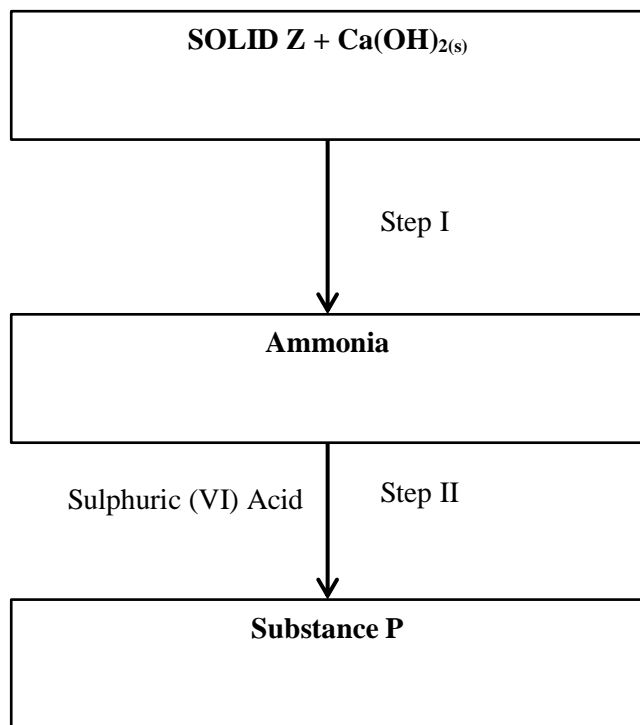 SOLID Z + Ca(OH)₂₍ₛ₎
Step I
Ammonia
Sulphuric (VI) Acid Step II
Substance P